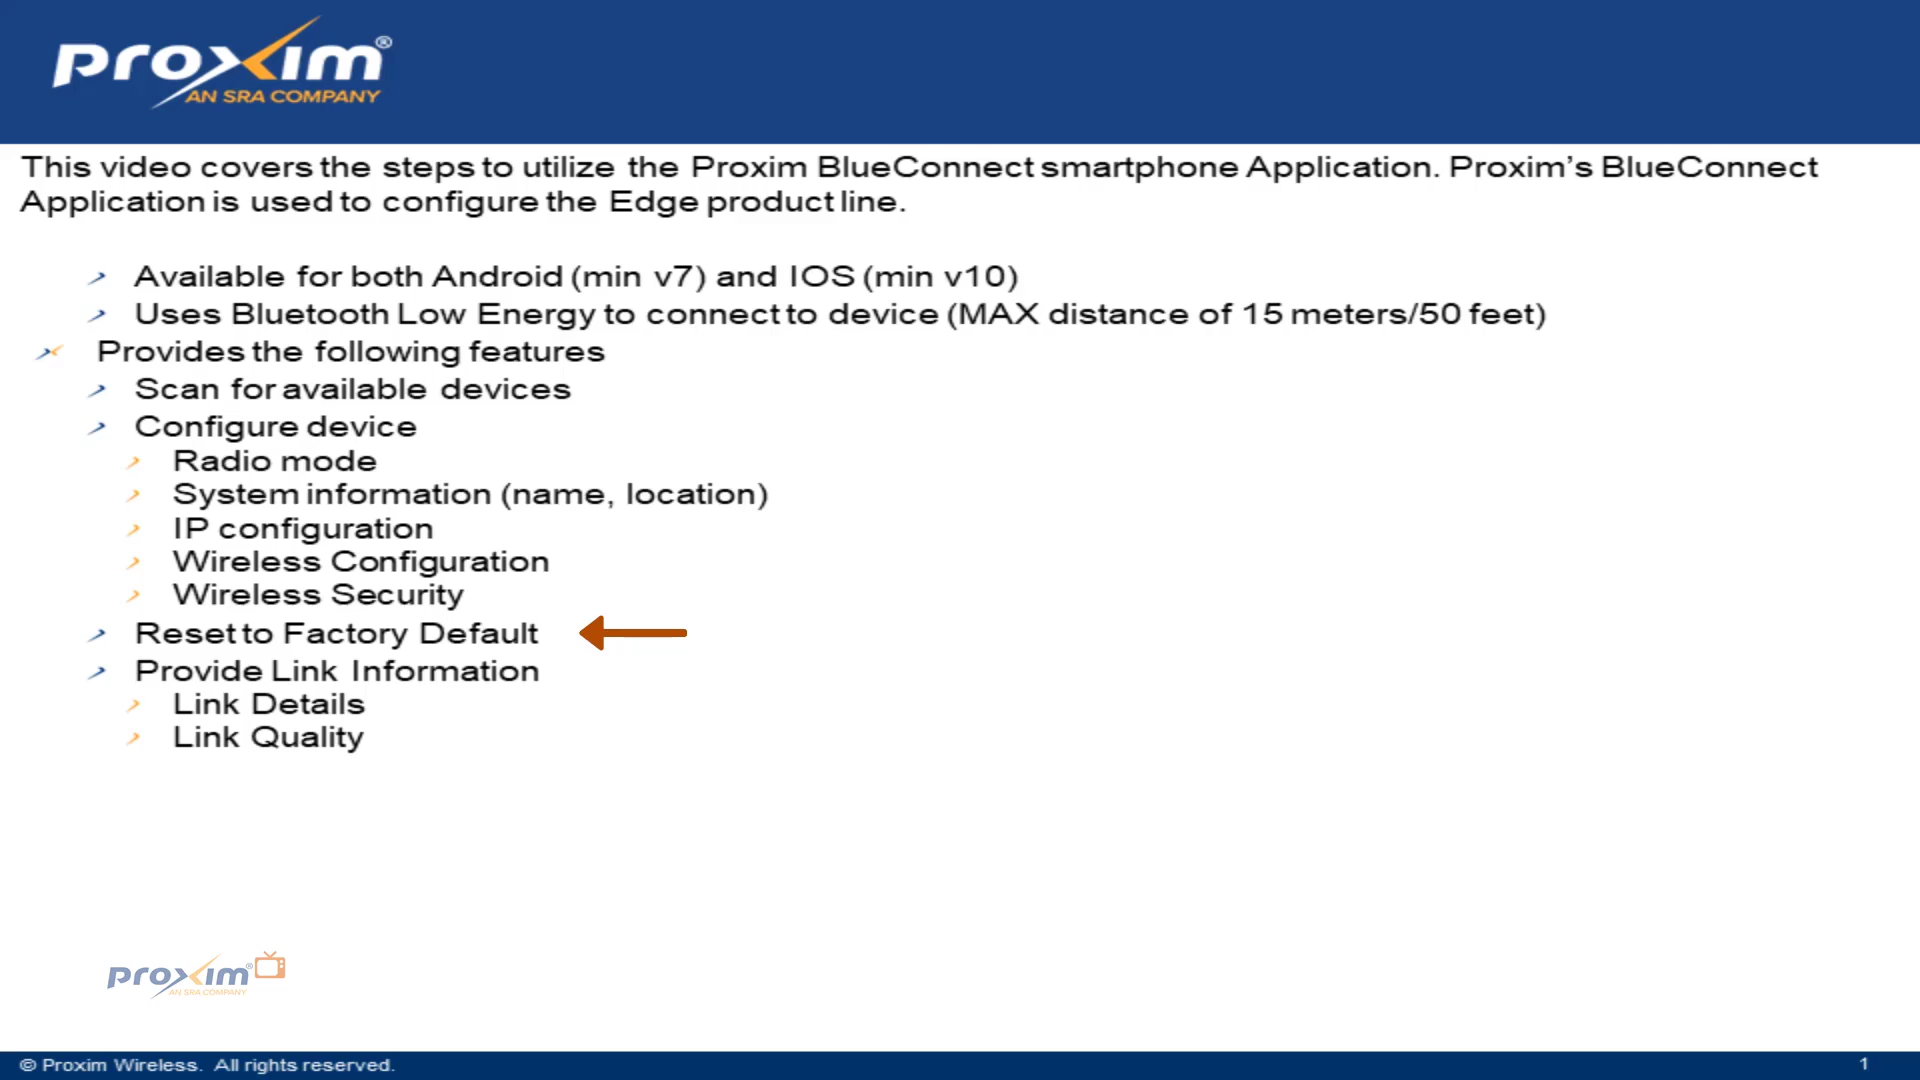 proxim®
AN SRA COMPANY
This video covers the steps to utilize the Proxim BlueConnect smartphone Application. Proxim’s BlueConnect
Application is used to configure the Edge product line.
Available for both Android (min v7) and IOS (min v10)
Uses Bluetooth Low Energy to connect to device (MAX distance of 15 meters/50 feet)
Provides the following features
Scan for available devices
Configure device
Radio mode
System information (name, location)
IP configuration
Wireless Configuration
Wireless Security
Reset to Factory Default
Provide Link Information
Link Details
Link Quality
proxim®
AN SRA COMPANY
© Proxim Wireless. All rights reserved.
1